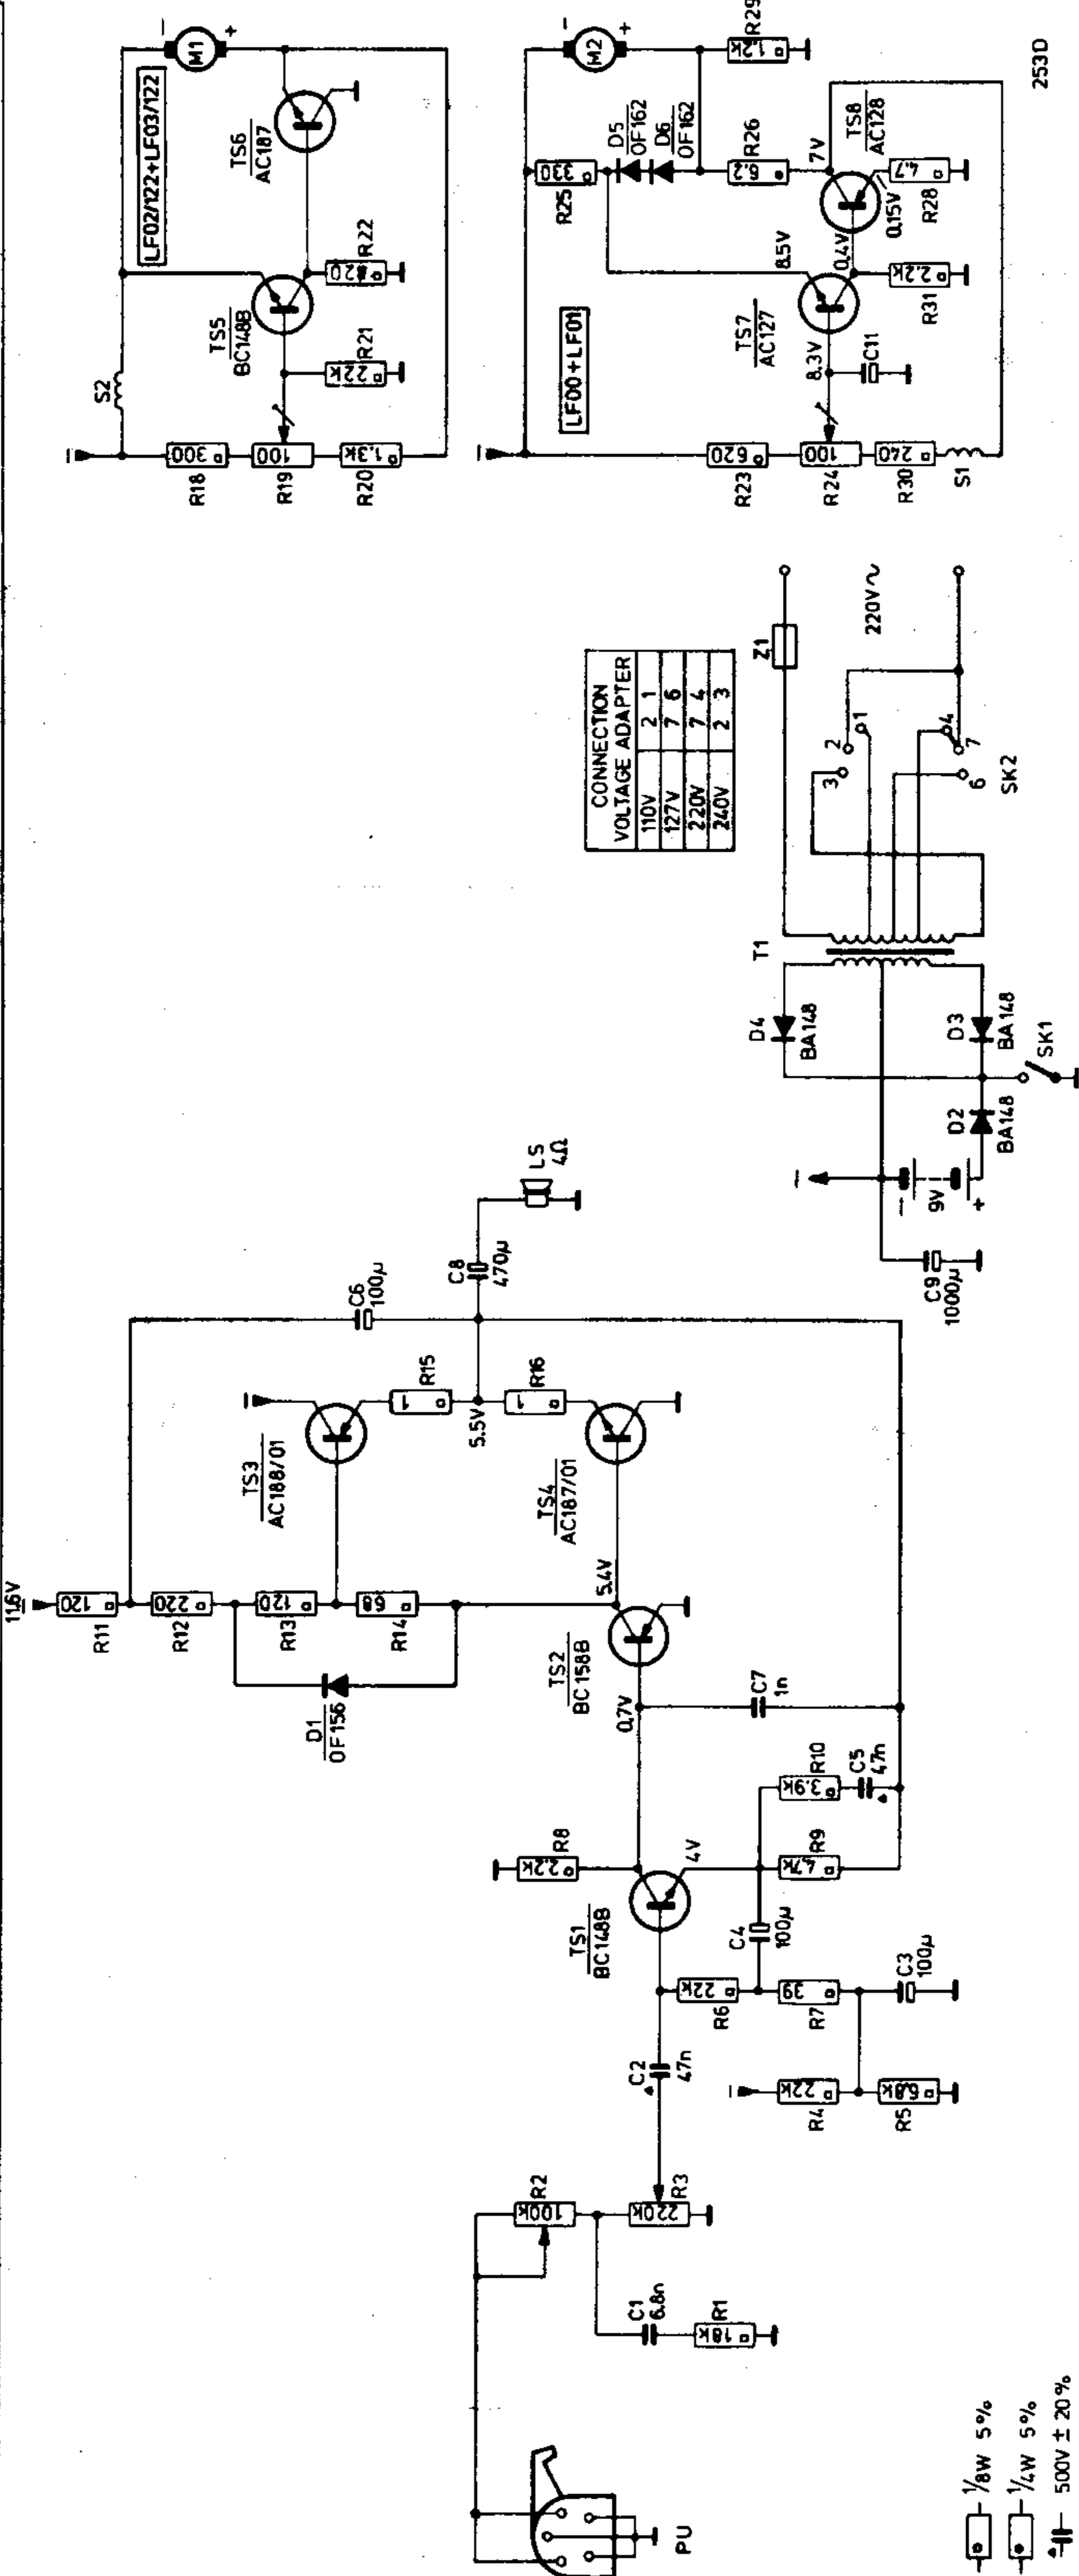 PU
R2
100k
R3
220k
C1
6.8n
R1
18k
C2
47n
R4
22k
R5
6.8k
R6
22k
R7
39
C3
100µ
C4
100µ
TS1
BC148B
4V
R8
2.2k
R9
4.7k
R10
3.9k
C5
47n
C7
1n
0.7V
TS2
BC158B
5.4V
11.6V
R11
120
R12
220
R13
120
R14
68
D1
OF156
TS3
AC188/01
TS4
AC187/01
R15
1
5.5V
R16
1
C6
100µ
C8
470µ
LS
4Ω
C9
1000µ
−
9V
+
D2
BA148
D3
BA148
D4
BA148
SK1
T1
3
2
1
4
7
6
SK2
Z1
220V~
CONNECTION
VOLTAGE ADAPTER
110V 2 1
127V 7 6
220V 7 4
240V 2 3
LF02/122+LF03/122
S2
R18
300
R19
100
R20
1.3k
R21
22k
R22
820
TS5
BC148B
TS6
AC187
−
M1
+
LF00+LF01
R23
620
R24
100
R30
240
S1
8.3V
C11
TS7
AC127
8.5V
0.4V
R31
2.2k
R25
330
D5
OF162
D6
OF162
R26
7V
TS8
AC128
0.15V
R28
4.7
−
M2
+
R29
1.2k
253D
1/8W 5%
1/4W 5%
500V ± 20%